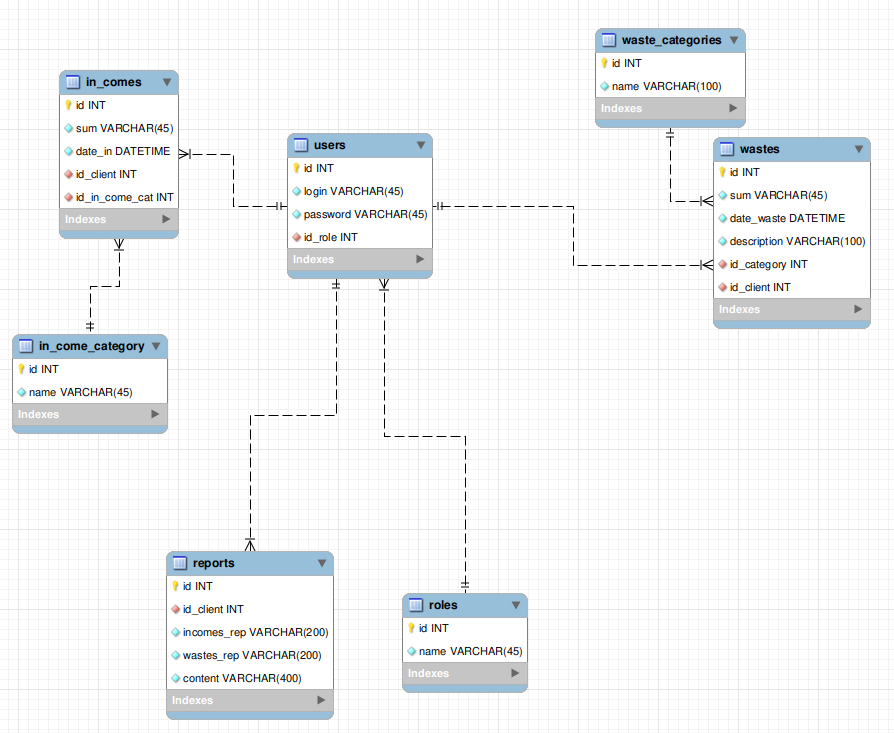 in_comes
id INT
sum VARCHAR(45)
date_in DATETIME
id_client INT
id_in_come_cat INT
Indexes
users
id INT
login VARCHAR(45)
password VARCHAR(45)
id_role INT
Indexes
waste_categories
id INT
name VARCHAR(100)
Indexes
wastes
id INT
sum VARCHAR(45)
date_waste DATETIME
description VARCHAR(100)
id_category INT
id_client INT
Indexes
in_come_category
id INT
name VARCHAR(45)
Indexes
reports
id INT
id_client INT
incomes_rep VARCHAR(200)
wastes_rep VARCHAR(200)
content VARCHAR(400)
Indexes
roles
id INT
name VARCHAR(45)
Indexes